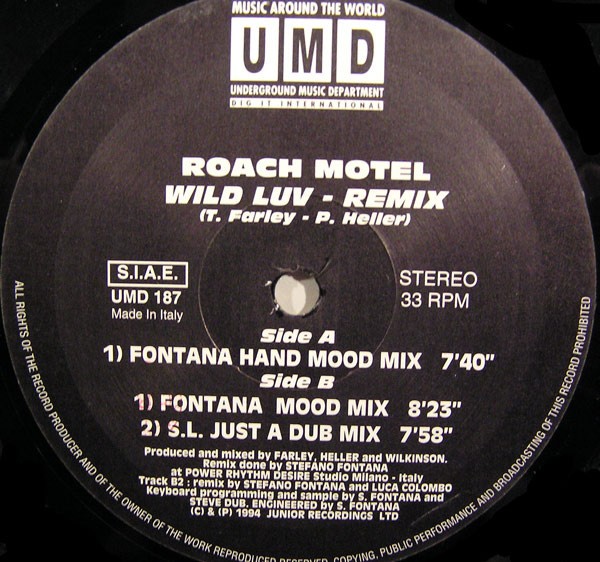 MUSIC AROUND THE WORLD
UMD
UNDERGROUND MUSIC DEPARTMENT
DIG IT INTERNATIONAL
ROACH MOTEL
WILD LUV - REMIX
(T. Farley - P. Heller)
S.I.A.E.
UMD 187
Made in Italy
STEREO
33 RPM
Side A
1) FONTANA HAND MOOD MIX 7'40"
Side B
1) FONTANA MOOD MIX 8'23"
2) S.L. JUST A DUB MIX 7'58"
Produced and mixed by FARLEY, HELLER and WILKINSON.
Remix done by STEFANO FONTANA
at POWER RHYTHM DESIRE Studio Milano - Italy
Track B2 : remix by STEFANO FONTANA and LUCA COLOMBO
Keyboard programming and sample by S. FONTANA and
STEVE DUB. ENGINEERED by S. FONTANA
(C) & (P) 1994 JUNIOR RECORDINGS LTD
ALL RIGHTS OF THE RECORD PRODUCER AND OF THE OWNER OF THE WORK REPRODUCED RESERVED. COPYING, PUBLIC PERFORMANCE AND BROADCASTING OF THIS RECORD PROHIBITED